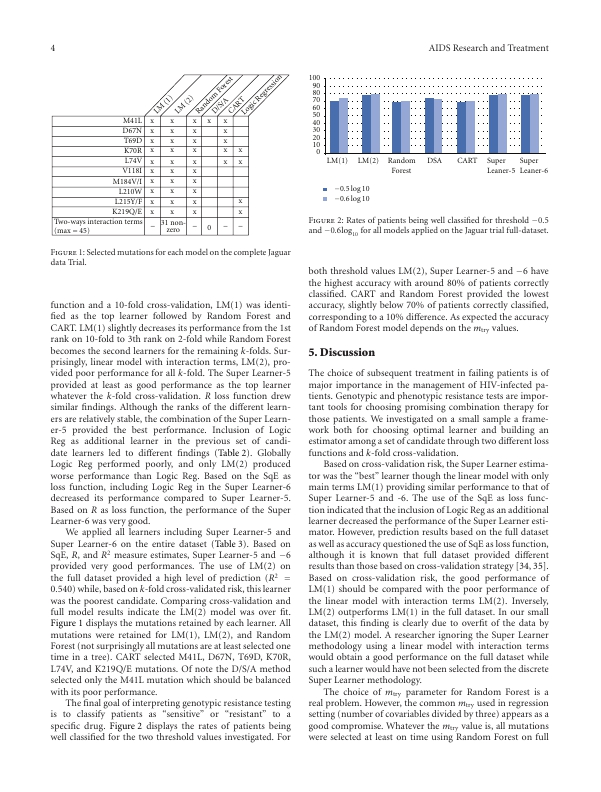 4
AIDS Research and Treatment
LM (1)
LM (2)
Random Forest
D/S/A
CART
Logic Regression
M41L x x x x x
D67N x x x x
T69D x x x x
K70R x x x x x
L74V x x x x x
V118I x x x
M184V/I x x x
L210W x x x
L215Y/F x x x x
K219Q/E x x x x
Two-ways interaction terms (max = 45) − 31 non-zero − 0 − −
Figure 1: Selected mutations for each model on the complete Jaguar
data Trial.
function and a 10-fold cross-validation, LM(1) was identi-
fied as the top learner followed by Random Forest and
CART. LM(1) slightly decreases its performance from the 1st
rank on 10-fold to 3th rank on 2-fold while Random Forest
becomes the second learners for the remaining k-folds. Sur-
prisingly, linear model with interaction terms, LM(2), pro-
vided poor performance for all k-fold. The Super Learner-5
provided at least as good performance as the top learner
whatever the k-fold cross-validation. R loss function drew
similar findings. Although the ranks of the different learn-
ers are relatively stable, the combination of the Super Learn-
er-5 provided the best performance. Inclusion of Logic
Reg as additional learner in the previous set of candi-
date learners led to different findings (Table 2). Globally
Logic Reg performed poorly, and only LM(2) produced
worse performance than Logic Reg. Based on the SqE as
loss function, including Logic Reg in the Super Learner-6
decreased its performance compared to Super Learner-5.
Based on R as loss function, the performance of the Super
Learner-6 was very good.
We applied all learners including Super Learner-5 and
Super Learner-6 on the entire dataset (Table 3). Based on
SqE, R, and R² measure estimates, Super Learner-5 and −6
provided very good performances. The use of LM(2) on
the full dataset provided a high level of prediction (R² =
0.540) while, based on k-fold cross-validated risk, this learner
was the poorest candidate. Comparing cross-validation and
full model results indicate the LM(2) model was over fit.
Figure 1 displays the mutations retained by each learner. All
mutations were retained for LM(1), LM(2), and Random
Forest (not surprisingly all mutations are at least selected one
time in a tree). CART selected M41L, D67N, T69D, K70R,
L74V, and K219Q/E mutations. Of note the D/S/A method
selected only the M41L mutation which should be balanced
with its poor performance.
The final goal of interpreting genotypic resistance testing
is to classify patients as “sensitive” or “resistant” to a
specific drug. Figure 2 displays the rates of patients being
well classified for the two threshold values investigated. For
100
90
80
70
60
50
40
30
20
10
0
LM(1) LM(2) Random Forest DSA CART Super Leaner-5 Super Leaner-6
−0.5 log 10
−0.6 log 10
Figure 2: Rates of patients being well classified for threshold −0.5
and −0.6log₁₀ for all models applied on the Jaguar trial full-dataset.
both threshold values LM(2), Super Learner-5 and −6 have
the highest accuracy with around 80% of patients correctly
classified. CART and Random Forest provided the lowest
accuracy, slightly below 70% of patients correctly classified,
corresponding to a 10% difference. As expected the accuracy
of Random Forest model depends on the mtry values.
5. Discussion
The choice of subsequent treatment in failing patients is of
major importance in the management of HIV-infected pa-
tients. Genotypic and phenotypic resistance tests are impor-
tant tools for choosing promising combination therapy for
those patients. We investigated on a small sample a frame-
work both for choosing optimal learner and building an
estimator among a set of candidate through two different loss
functions and k-fold cross-validation.
Based on cross-validation risk, the Super Learner estima-
tor was the “best” learner though the linear model with only
main terms LM(1) providing similar performance to that of
Super Learner-5 and -6. The use of the SqE as loss func-
tion indicated that the inclusion of Logic Reg as an additional
learner decreased the performance of the Super Learner esti-
mator. However, prediction results based on the full dataset
as well as accuracy questioned the use of SqE as loss function,
although it is known that full dataset provided different
results than those based on cross-validation strategy [34, 35].
Based on cross-validation risk, the good performance of
LM(1) should be compared with the poor performance of
the linear model with interaction terms LM(2). Inversely,
LM(2) outperforms LM(1) in the full dataset. In our small
dataset, this finding is clearly due to overfit of the data by
the LM(2) model. A researcher ignoring the Super Learner
methodology using a linear model with interaction terms
would obtain a good performance on the full dataset while
such a learner would have not been selected from the discrete
Super Learner methodology.
The choice of mtry parameter for Random Forest is a
real problem. However, the common mtry used in regression
setting (number of covariables divided by three) appears as a
good compromise. Whatever the mtry value is, all mutations
were selected at least on time using Random Forest on full